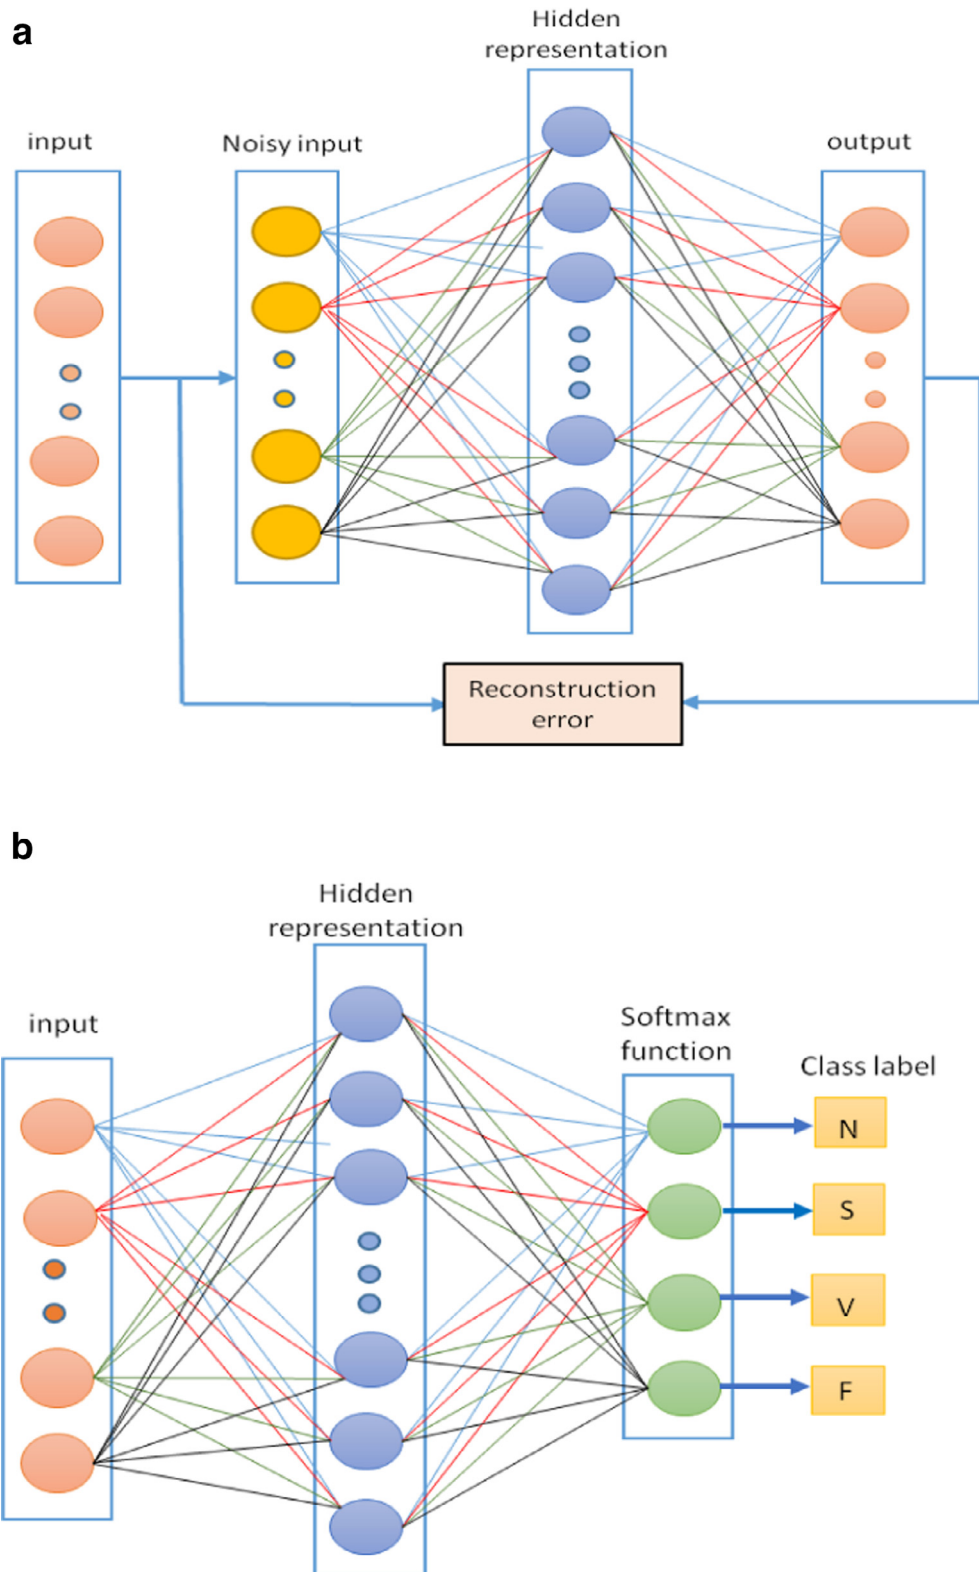 a
Hidden
representation
input
Noisy input
output
Reconstruction
error
b
Hidden
representation
input
Softmax
function
Class label
N
S
V
F